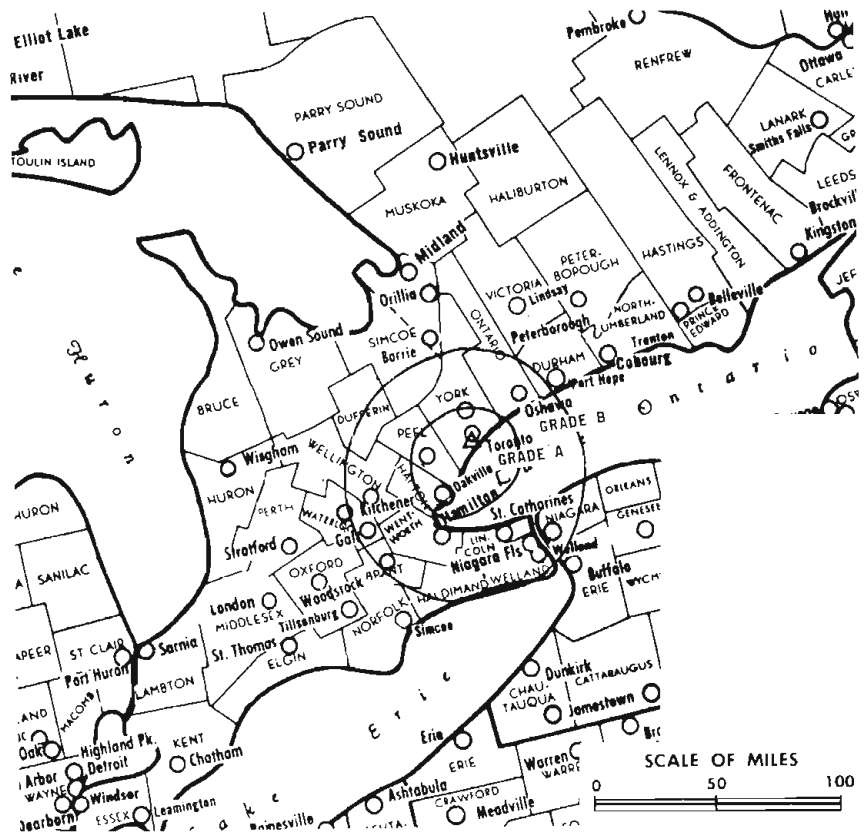 Elliot Lake
River
Pembroke
RENFREW
Ottawa
PARRY SOUND
Parry Sound
LANARK
Smiths Falls
TOULIN ISLAND
Huntsville
HALIBURTON
MUSKOKA
LENNOX & ADDINGTON
FRONTENAC
LEEDS
Kingston
Midland
HASTINGS
PETER-
BOROUGH
VICTORIA
Lindsay
Orillia
Belleville
PRINCE
EDWARD
NORTH-
UMBERLAND
Trenton
Owen Sound
GREY
SIMCOE
Barrie
ONTARIO
Peterborough
DURHAM
Cobourg
Port Hope
Huron
BRUCE
DUFFERIN
YORK
Oshawa
GRADE B
Ontario
PEEL
Toronto
GRADE A
Wingham
WELLINGTON
HALTON
Oakville
HURON
Hamilton
PERTH
WATERLOO
Kitchener
Galt
WENT-
WORTH
St. Catharines
LIN-
COLN
NIAGARA
ORLEANS
HURON
Stratford
Niagara Fls
Welland
SANILAC
OXFORD
BRANT
Buffalo
ERIE
Woodstock
HALDIMAND
WELLAND
London
MIDDLESEX
Tillsonburg
NORFOLK
Simcoe
ST CLAIR
Sarnia
St. Thomas
ELGIN
Port Huron
LAMBTON
MACOMB
Dunkirk
CHAU-
TAUQUA
CATTARAUGUS
Jamestown
Erie
Highland Pk.
Detroit
KENT
Chatham
Erie
ERIE
Warren
SCALE OF MILES
0 50 100
WAYNE
Windsor
ESSEX
Leamington
Ashtabula
CRAWFORD
Meadville